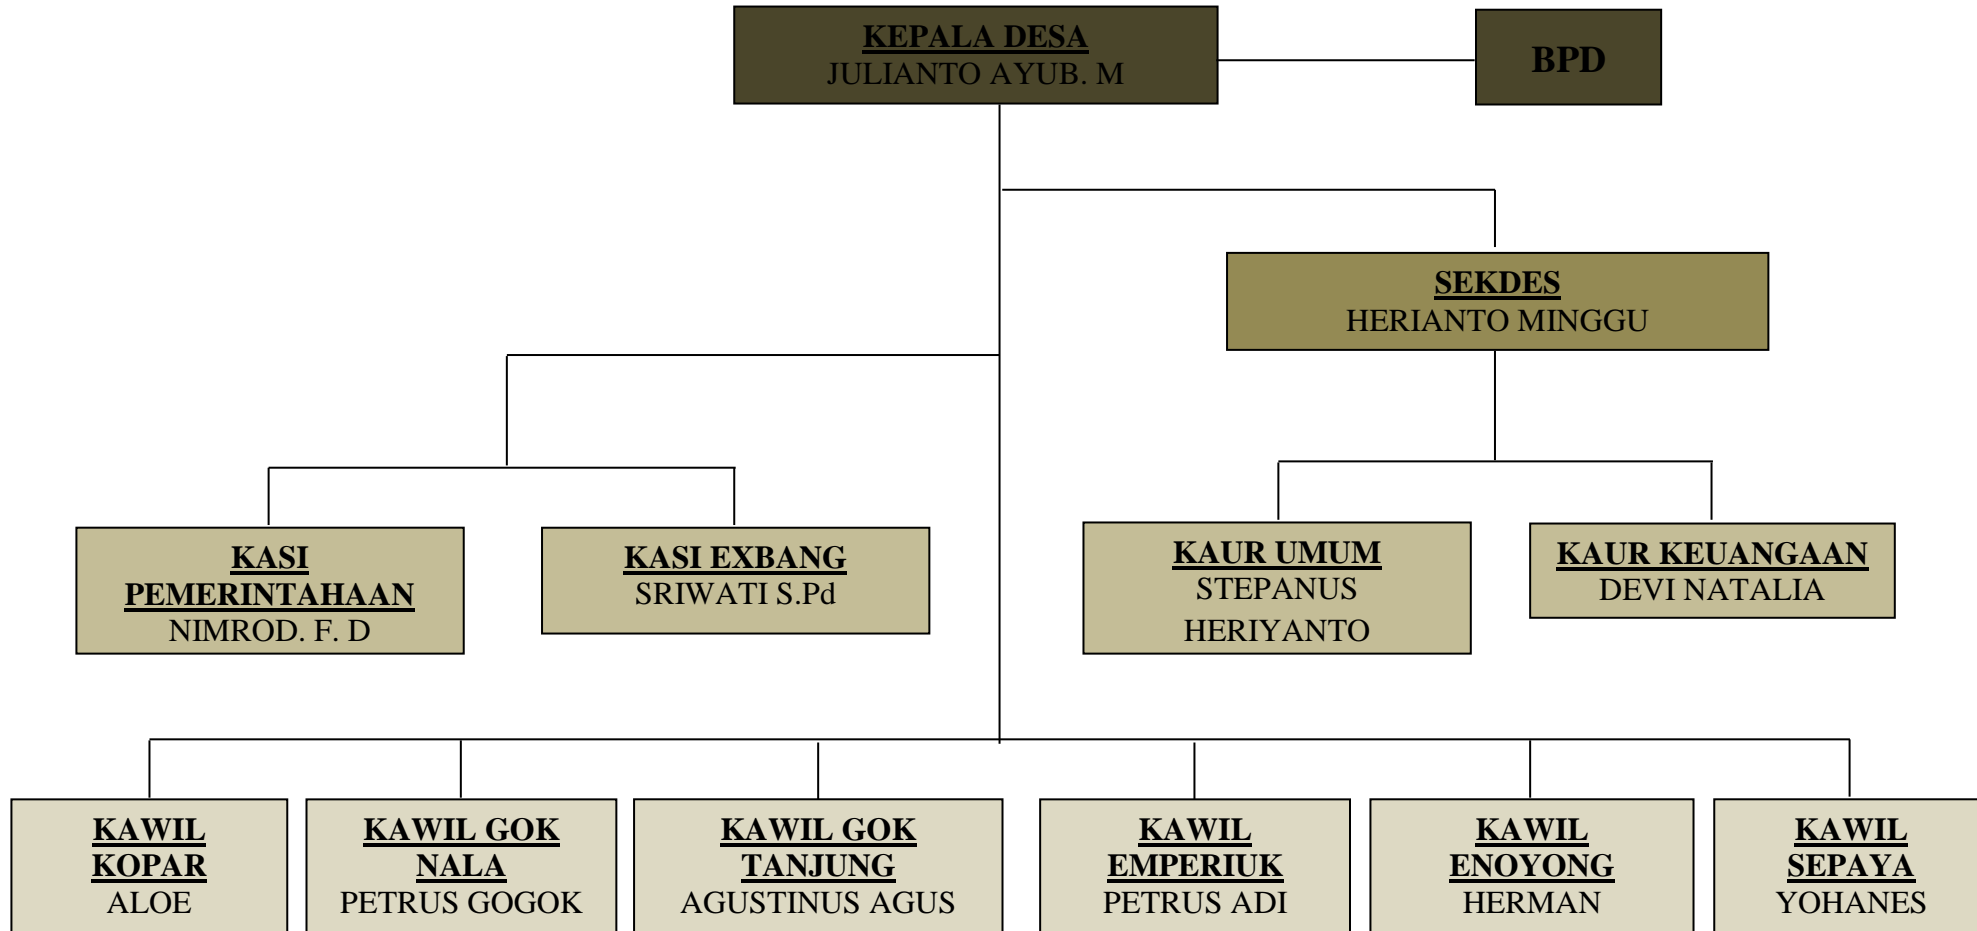 KEPALA DESA
JULIANTO AYUB. M
BPD
SEKDES
HERIANTO MINGGU
KASI
PEMERINTAHAAN
NIMROD. F. D
KASI EXBANG
SRIWATI S.Pd
KAUR UMUM
STEPANUS
HERIYANTO
KAUR KEUANGAAN
DEVI NATALIA
KAWIL
KOPAR
ALOE
KAWIL GOK
NALA
PETRUS GOGOK
KAWIL GOK
TANJUNG
AGUSTINUS AGUS
KAWIL
EMPERIUK
PETRUS ADI
KAWIL
ENOYONG
HERMAN
KAWIL
SEPAYA
YOHANES